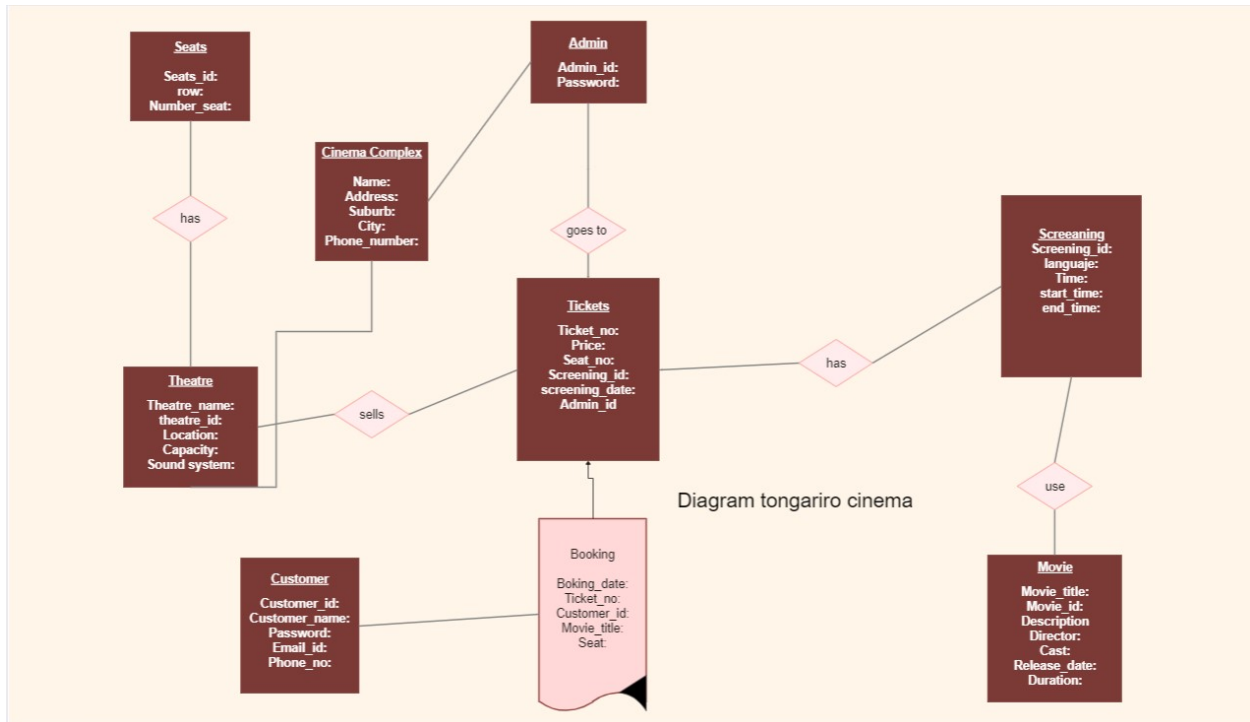 Seats
Seats_id:
row:
Number_seat:
Admin
Admin_id:
Password:
Cinema Complex
Name:
Address:
Suburb:
City:
Phone_number:
has
goes to
Screeaning
Screening_id:
languaje:
Time:
start_time:
end_time:
Tickets
Ticket_no:
Price:
Seat_no:
Screening_id:
screening_date:
Admin_id
has
Theatre
Theatre_name:
theatre_id:
Location:
Capacity:
Sound system:
sells
use
Diagram tongariro cinema
Booking
Boking_date:
Ticket_no:
Customer_id:
Movie_title:
Seat:
Customer
Customer_id:
Customer_name:
Password:
Email_id:
Phone_no:
Movie
Movie_title:
Movie_id:
Description
Director:
Cast:
Release_date:
Duration: